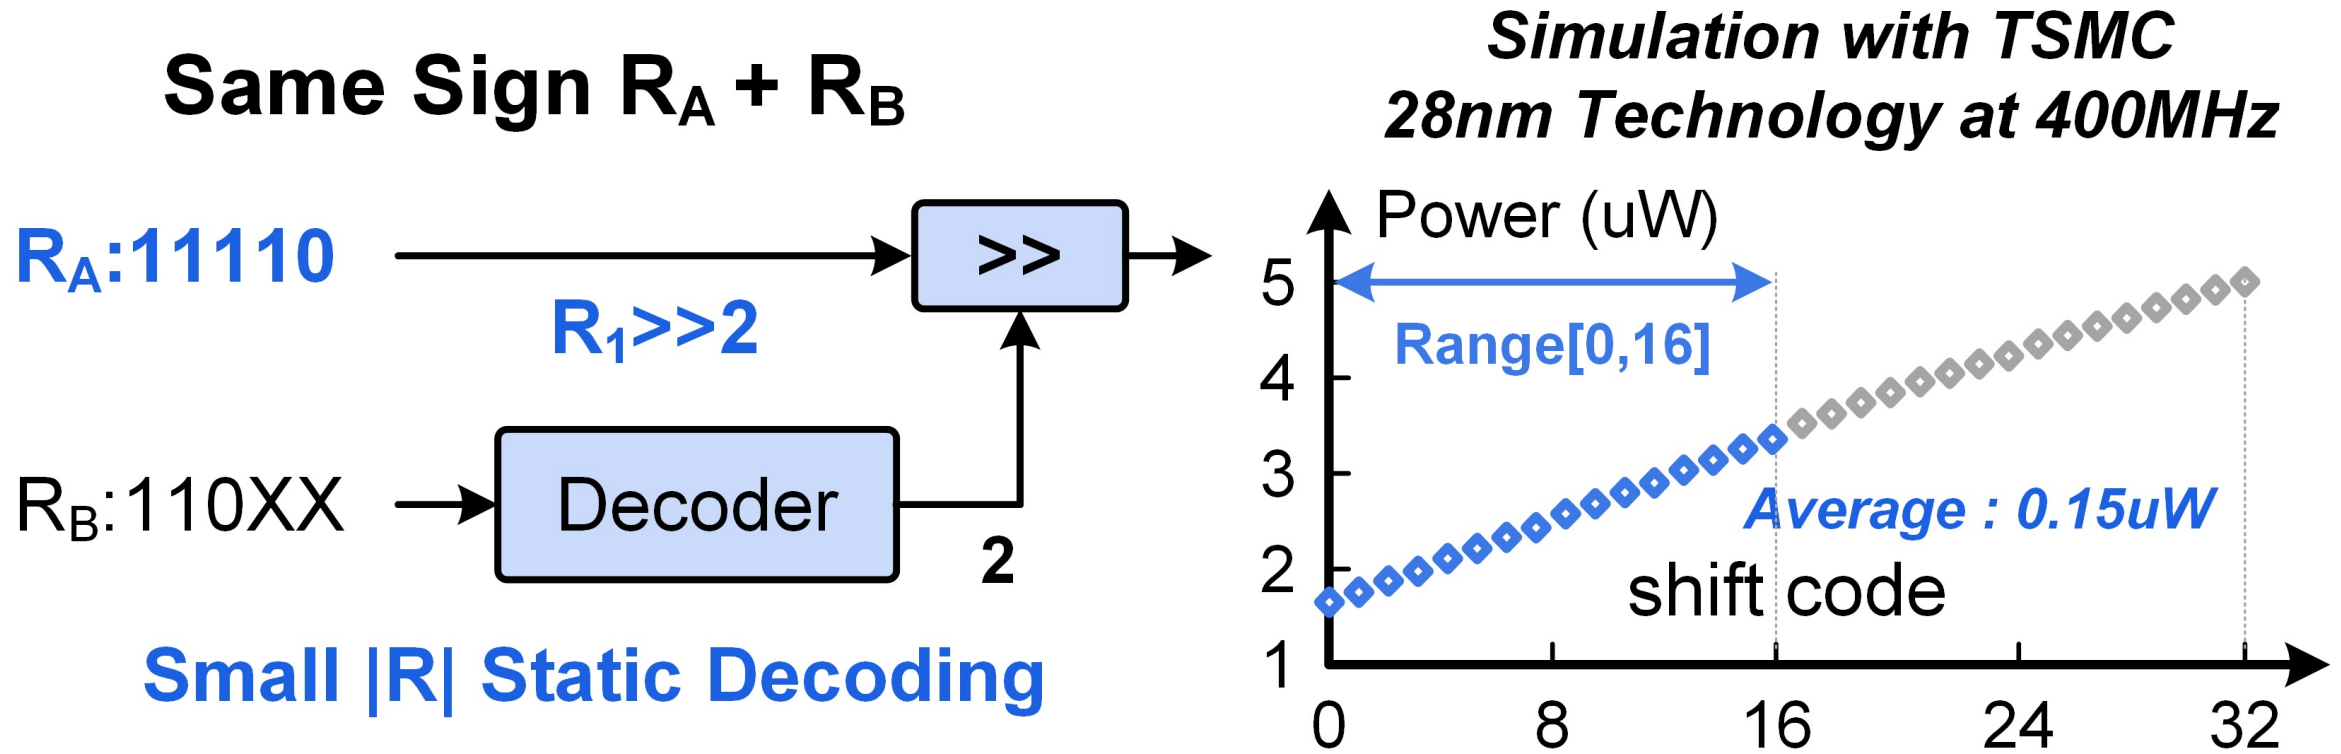 Same Sign RA + RB
RA:11110
>>
R1>>2
RB:110XX
Decoder
2
Small |R| Static Decoding
Simulation with TSMC
28nm Technology at 400MHz
Power (uW)
5
Range[0,16]
4
3
Average : 0.15uW
2
shift code
1
0 8 16 24 32